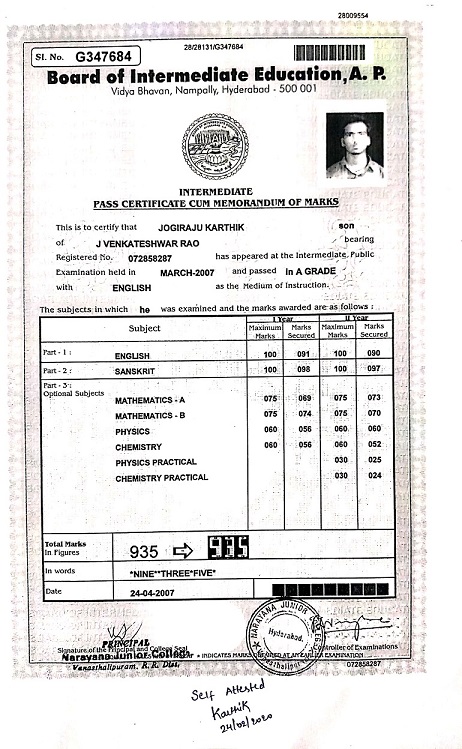 28009554
Sl. No. G347684
28/28131/G347684
Board of Intermediate Education, A. P.
Vidya Bhavan, Nampally, Hyderabad - 500 001
INTERMEDIATE
PASS CERTIFICATE CUM MEMORANDUM OF MARKS
This is to certify that JOGIRAJU KARTHIK son
of J VENKATESHWAR RAO bearing
Registered No. 072858287 has appeared at the Intermediate Public
Examination held in MARCH-2007 and passed In A GRADE
with ENGLISH as the Medium of Instruction.
The subjects in which he was examined and the marks awarded are as follows :
Subject I Year II Year
Maximum Marks Marks Secured Maximum Marks Marks Secured
Part - 1 : ENGLISH 100 091 100 090
Part - 2 : SANSKRIT 100 098 100 097
Part - 3 :
Optional Subjects
MATHEMATICS - A 075 069 075 073
MATHEMATICS - B 075 074 075 070
PHYSICS 060 056 060 060
CHEMISTRY 060 056 060 052
PHYSICS PRACTICAL 030 025
CHEMISTRY PRACTICAL 030 024
Total Marks
In Figures 935 935
In words *NINE**THREE*FIVE*
Date 24-04-2007
PRINCIPAL
Signature of the Principal and College Seal
Narayana Junior College
Vanasthalipuram, R. R. Dist.
* INDICATES MARKS AT AN EARLIER EXAMINATION
NARAYANA JUNIOR COLLEGE
Hyderabad.
Controller of Examinations
072858287
Self Attested
Karthik
24/02/2020